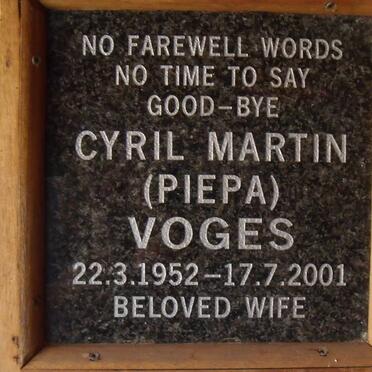 NO FAREWELL WORDS
NO TIME TO SAY
GOOD-BYE
CYRIL MARTIN
(PIEPA)
VOGES
22.3.1952-17.7.2001
BELOVED WIFE